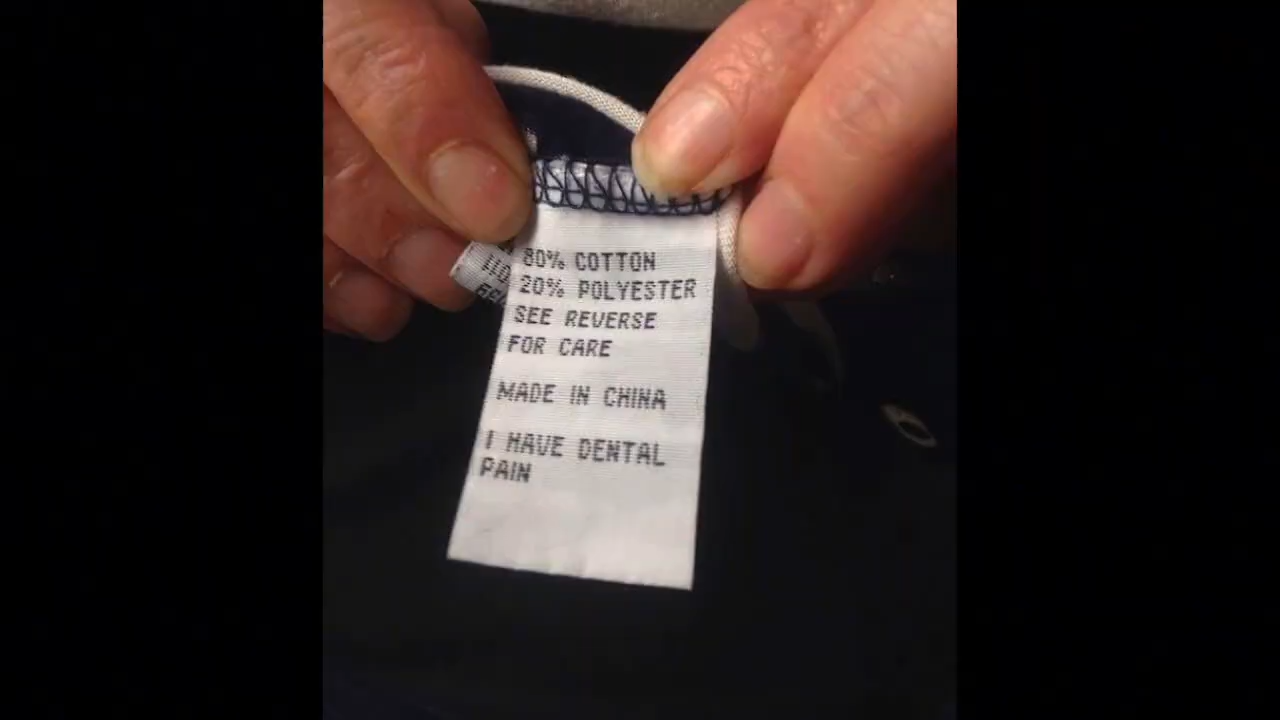 80% COTTON
20% POLYESTER
SEE REVERSE
FOR CARE
MADE IN CHINA
I HAVE DENTAL
PAIN